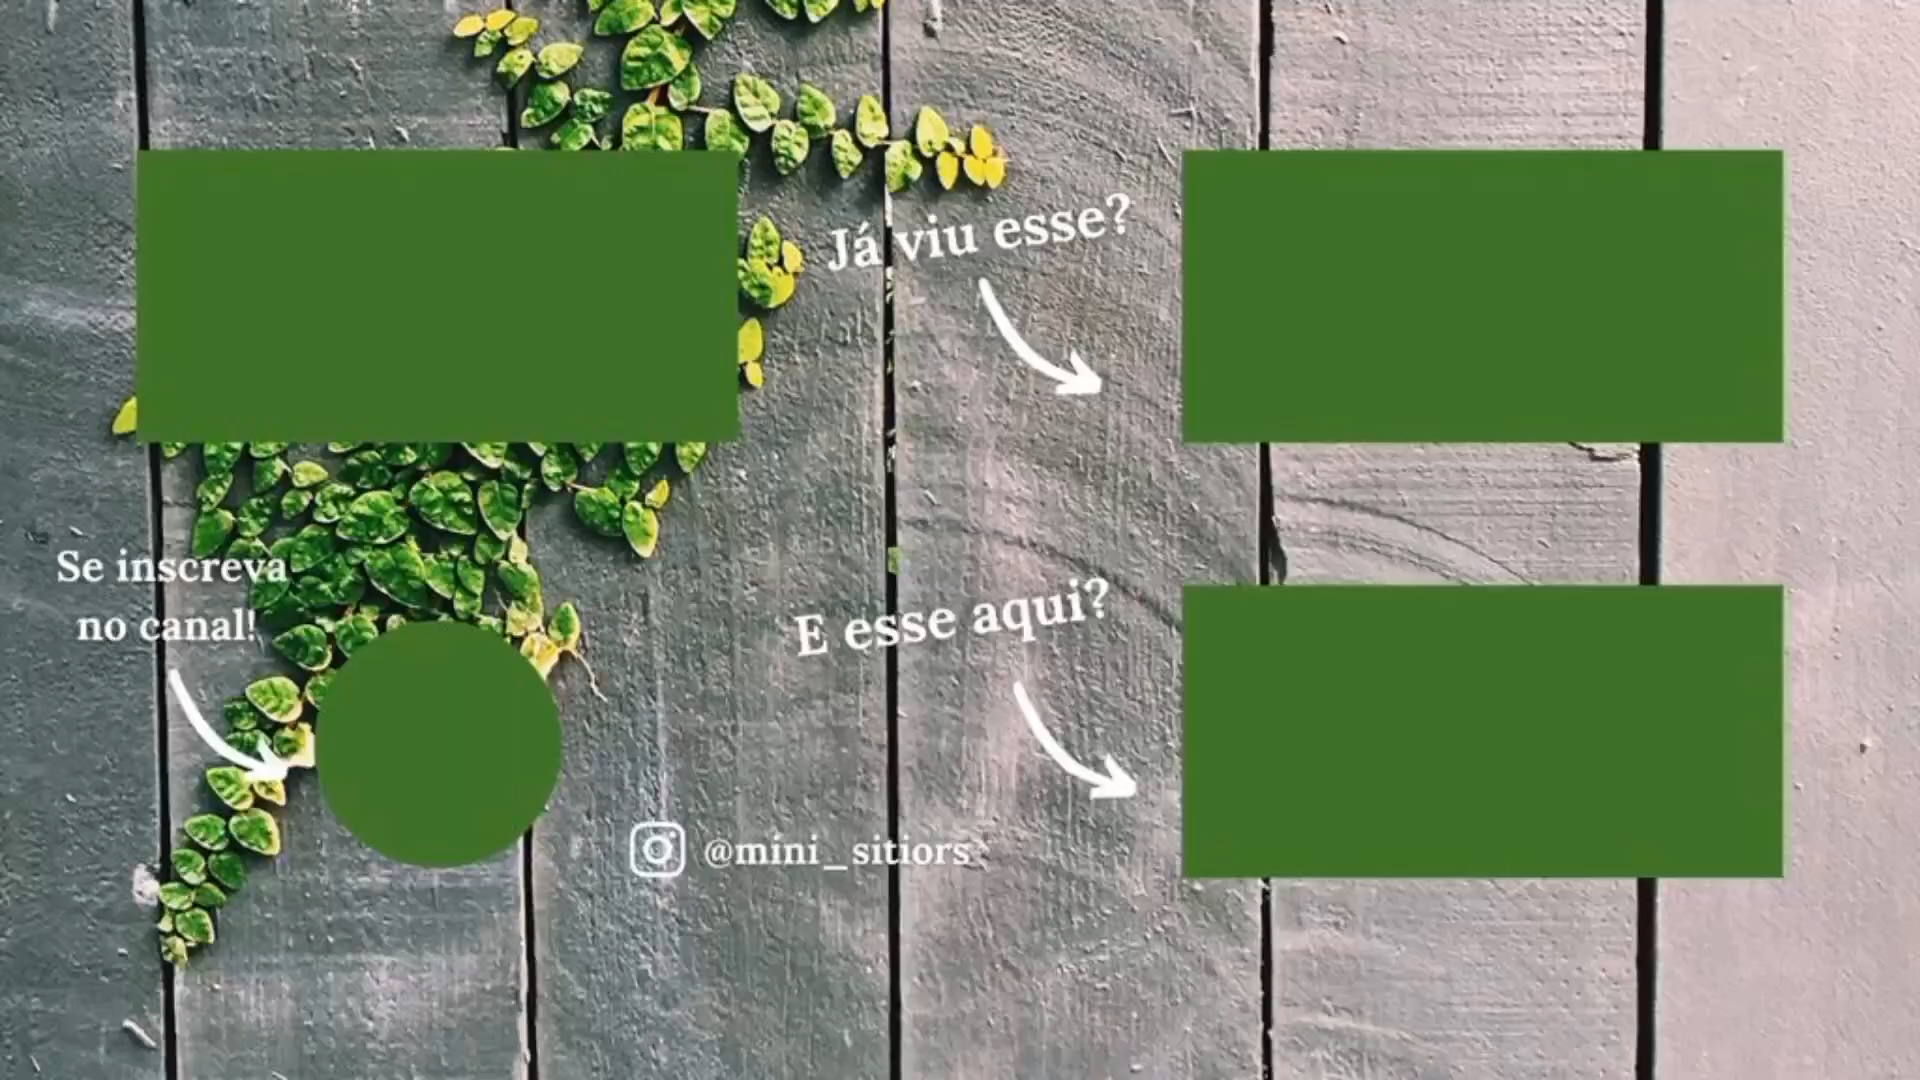 Já viu esse?
Se inscreva
no canal!
E esse aqui?
@mini_sitiors